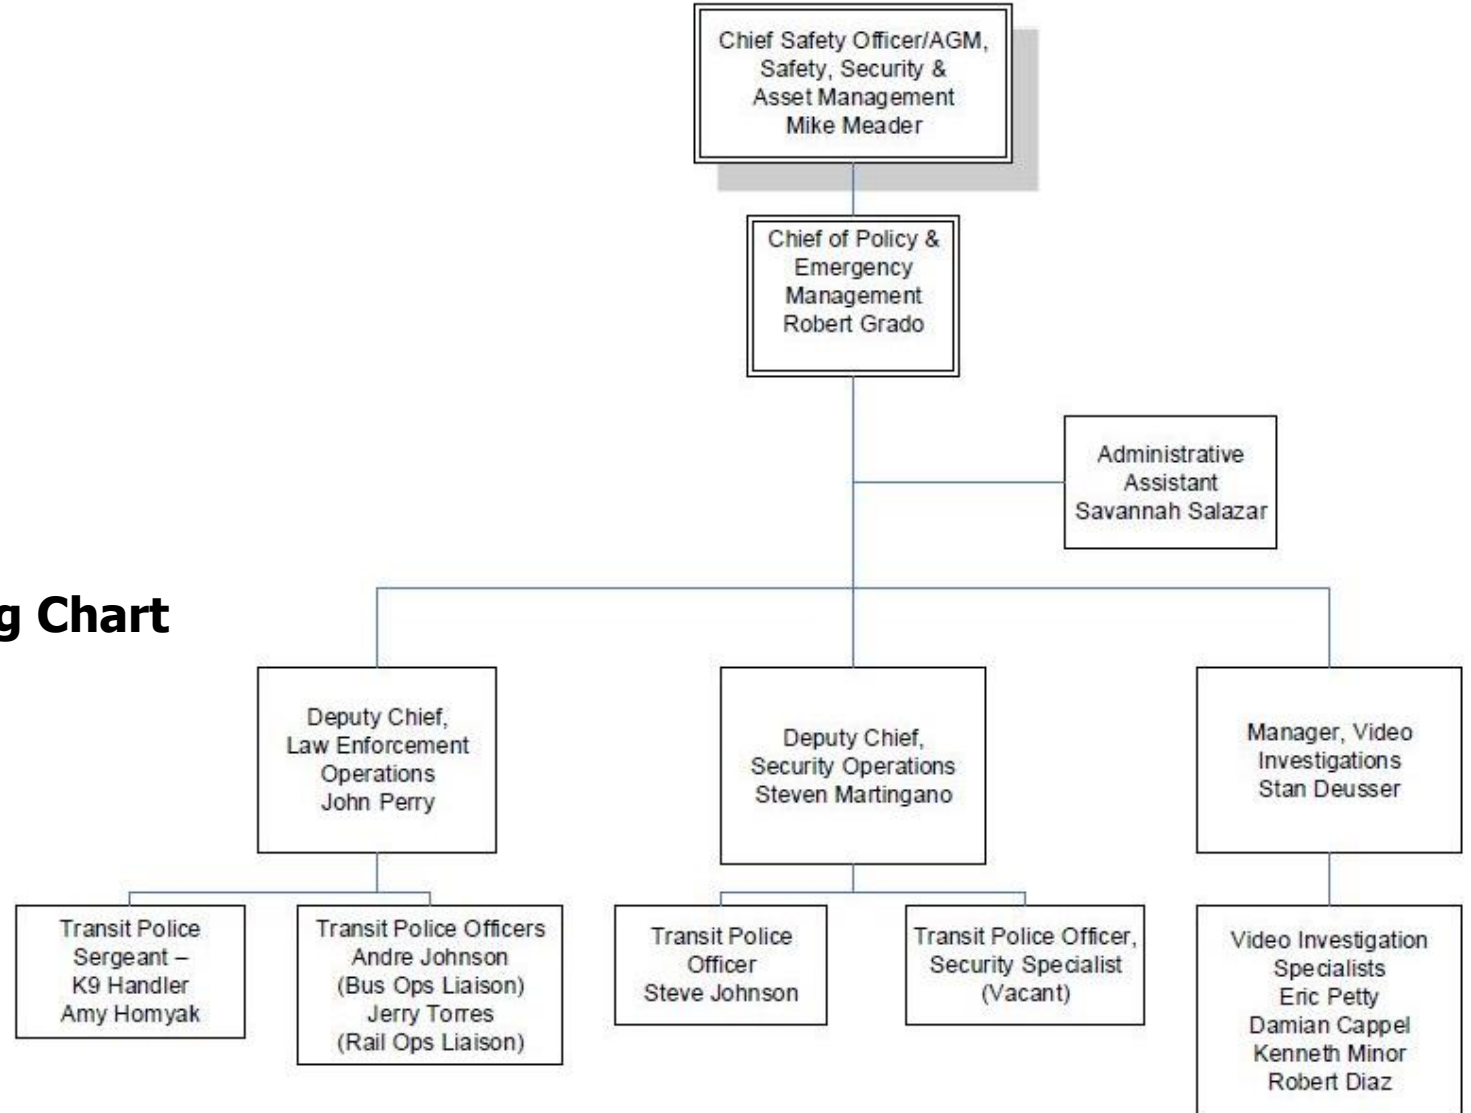 Chief Safety Officer/AGM,
Safety, Security &
Asset Management
Mike Meader
Chief of Policy &
Emergency
Management
Robert Grado
Administrative
Assistant
Savannah Salazar
g Chart
Deputy Chief,
Law Enforcement
Operations
John Perry
Deputy Chief,
Security Operations
Steven Martingano
Manager, Video
Investigations
Stan Deusser
Transit Police
Sergeant –
K9 Handler
Amy Homyak
Transit Police Officers
Andre Johnson
(Bus Ops Liaison)
Jerry Torres
(Rail Ops Liaison)
Transit Police
Officer
Steve Johnson
Transit Police Officer,
Security Specialist
(Vacant)
Video Investigation
Specialists
Eric Petty
Damian Cappel
Kenneth Minor
Robert Diaz